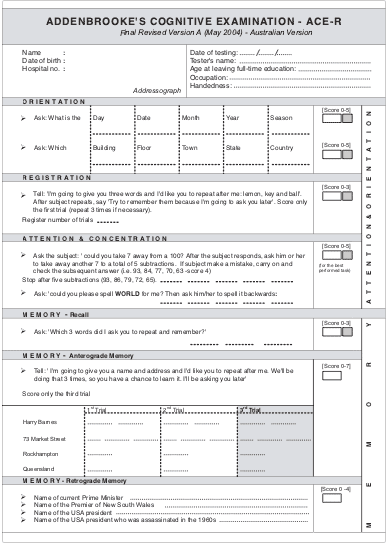 ADDENBROOKE'S COGNITIVE EXAMINATION - ACE-R
Final Revised Version A (May 2004) - Australian Version
Name :
Date of birth :
Hospital no. :
Addressograph
Date of testing: ......../......../........
Tester's name: ........................................
Age at leaving full-time education: ....................
Occupation: ........................................
Handedness: ........................................
ORIENTATION
Ask: What is the Day Date Month Year Season
[Score 0-5]
Ask: Which Building Floor Town State Country
[Score 0-5]
REGISTRATION
Tell: 'I'm going to give you three words and I'd like you to repeat after me: lemon, key and ball'.
After subject repeats, say 'Try to remember them because I'm going to ask you later'. Score only
the first trial (repeat 3 times if necessary).
Register number of trials
[Score 0-3]
ATTENTION & CONCENTRATION
Ask the subject: ' could you take 7 away from a 100? After the subject responds, ask him or her
to take away another 7 to a total of 5 subtractions. If subject make a mistake, carry on and
check the subsequent answer (i.e. 93, 84, 77, 70, 63 -score 4)
Stop after five subtractions (93, 86, 79, 72, 65).
Ask: ' could you please spell WORLD for me? Then ask him/her to spell it backwards:
[Score 0-5]
(for the best
performed task)
ATTENTION & ORIENTATION
MEMORY - Recall
Ask: 'Which 3 words did I ask you to repeat and remember?'
[Score 0-3]
MEMORY - Anterograde Memory
Tell: ' I'm going to give you a name and address and I'd like you to repeat after me. We'll be
doing that 3 times, so you have a chance to learn it. I'll be asking you later'
Score only the third trial
[Score 0-7]
1st Trial 2nd Trial 3rd Trial
Harry Barnes
73 Market Street
Rockhampton
Queensland
MEMORY - Retrograde Memory
Name of current Prime Minister
Name of the Premier of New South Wales
Name of the USA president
Name of the USA president who was assassinated in the 1960s
[Score 0 -4]
MEMORY